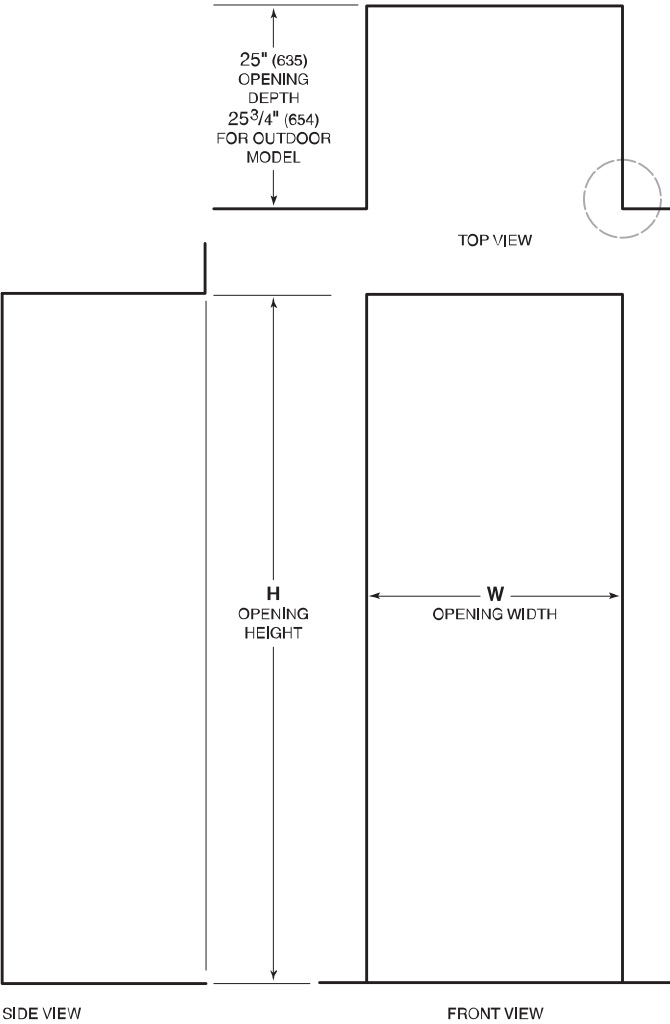 25" (635)
OPENING
DEPTH
25 3/4" (654)
FOR OUTDOOR
MODEL
TOP VIEW
H
OPENING
HEIGHT
W
OPENING WIDTH
SIDE VIEW
FRONT VIEW